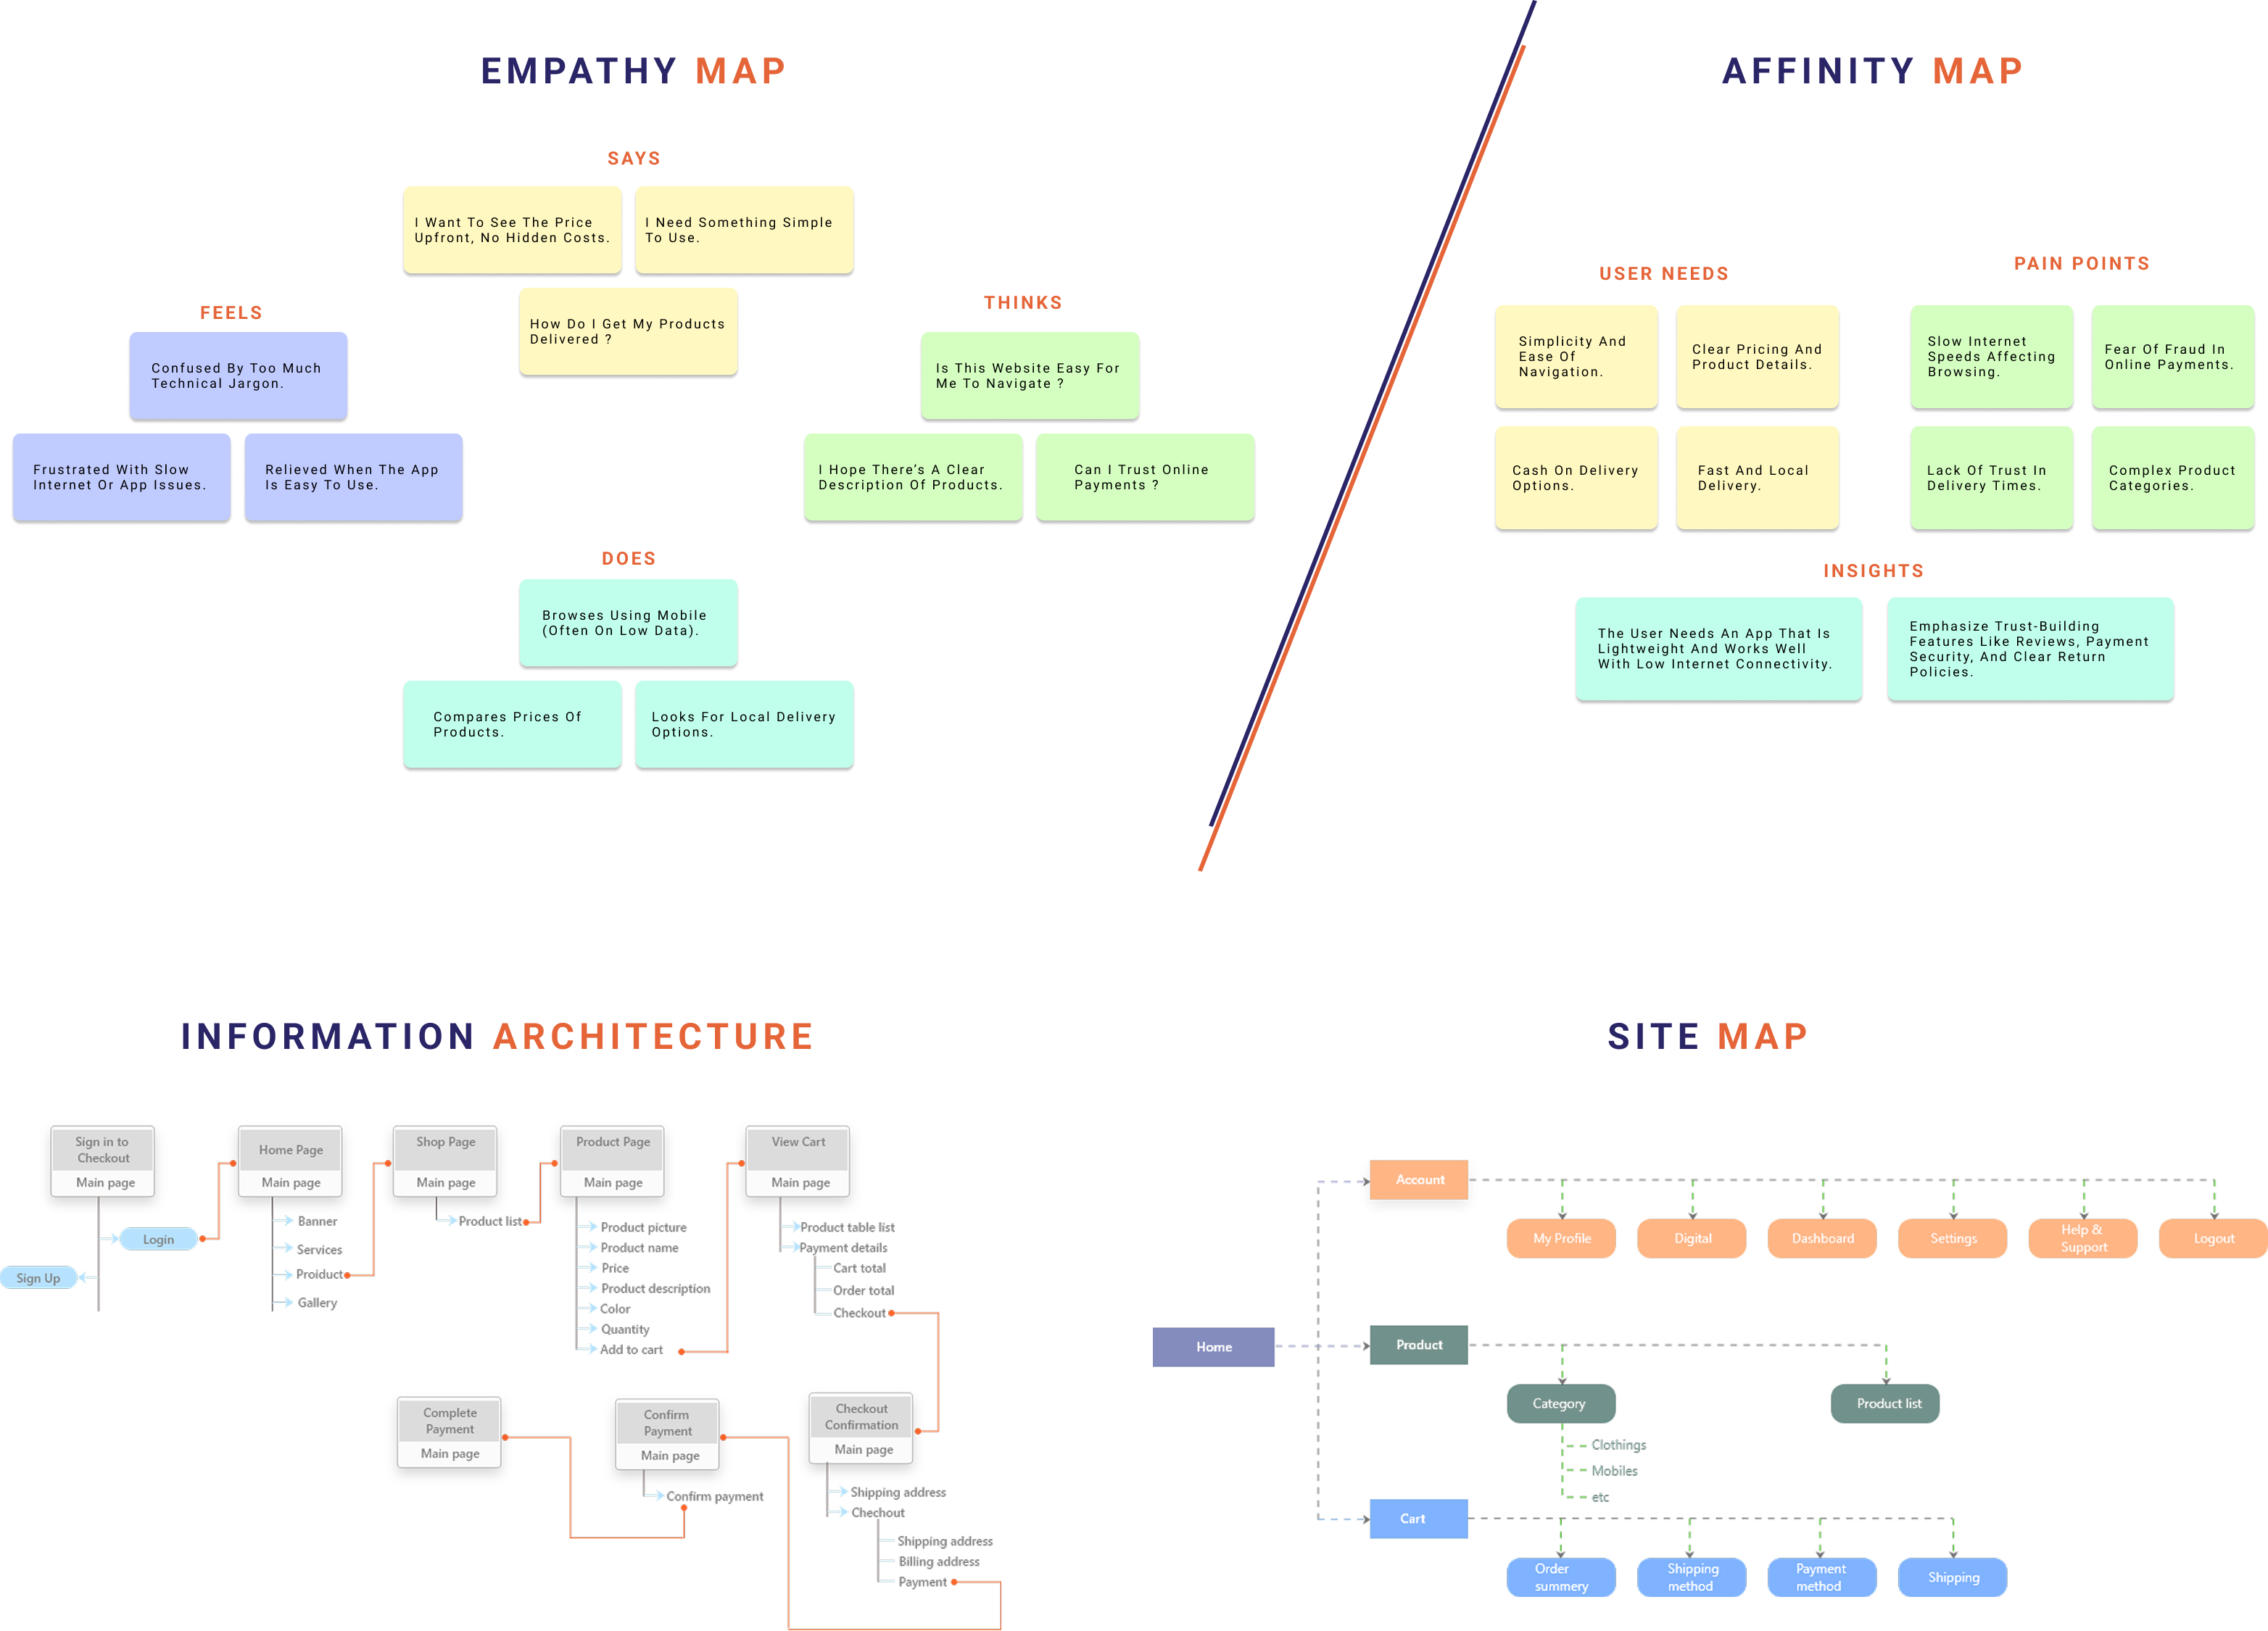 EMPATHY MAP
SAYS
I Want To See The Price
Upfront, No Hidden Costs.
I Need Something Simple
To Use.
How Do I Get My Products
Delivered ?
FEELS
Confused By Too Much
Technical Jargon.
Frustrated With Slow
Internet Or App Issues.
Relieved When The App
Is Easy To Use.
THINKS
Is This Website Easy For
Me To Navigate ?
I Hope There’s A Clear
Description Of Products.
Can I Trust Online
Payments ?
DOES
Browses Using Mobile
(Often On Low Data).
Compares Prices Of
Products.
Looks For Local Delivery
Options.
AFFINITY MAP
USER NEEDS
Simplicity And
Ease Of
Navigation.
Clear Pricing And
Product Details.
Cash On Delivery
Options.
Fast And Local
Delivery.
PAIN POINTS
Slow Internet
Speeds Affecting
Browsing.
Fear Of Fraud In
Online Payments.
Lack Of Trust In
Delivery Times.
Complex Product
Categories.
INSIGHTS
The User Needs An App That Is
Lightweight And Works Well
With Low Internet Connectivity.
Emphasize Trust-Building
Features Like Reviews, Payment
Security, And Clear Return
Policies.
INFORMATION ARCHITECTURE
Sign in to
Checkout
Main page
Login
Sign Up
Home Page
Main page
Banner
Services
Proiduct
Gallery
Shop Page
Main page
Product list
Product Page
Main page
Product picture
Product name
Price
Product description
Color
Quantity
Add to cart
View Cart
Main page
Product table list
Payment details
Cart total
Order total
Checkout
Complete
Payment
Main page
Confirm
Payment
Main page
Confirm payment
Checkout
Confirmation
Main page
Shipping address
Chechout
Shipping address
Billing address
Payment
SITE MAP
Home
Account
My Profile
Digital
Dashboard
Settings
Help &
Support
Logout
Product
Category
Product list
Clothings
Mobiles
etc
Cart
Order
summery
Shipping
method
Payment
method
Shipping